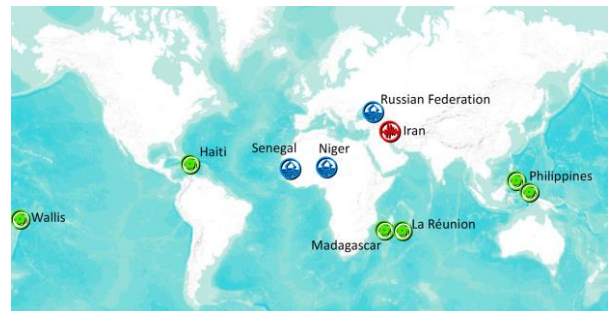 Russian Federation
Iran
Haiti
Senegal
Niger
Philippines
Wallis
La Réunion
Madagascar